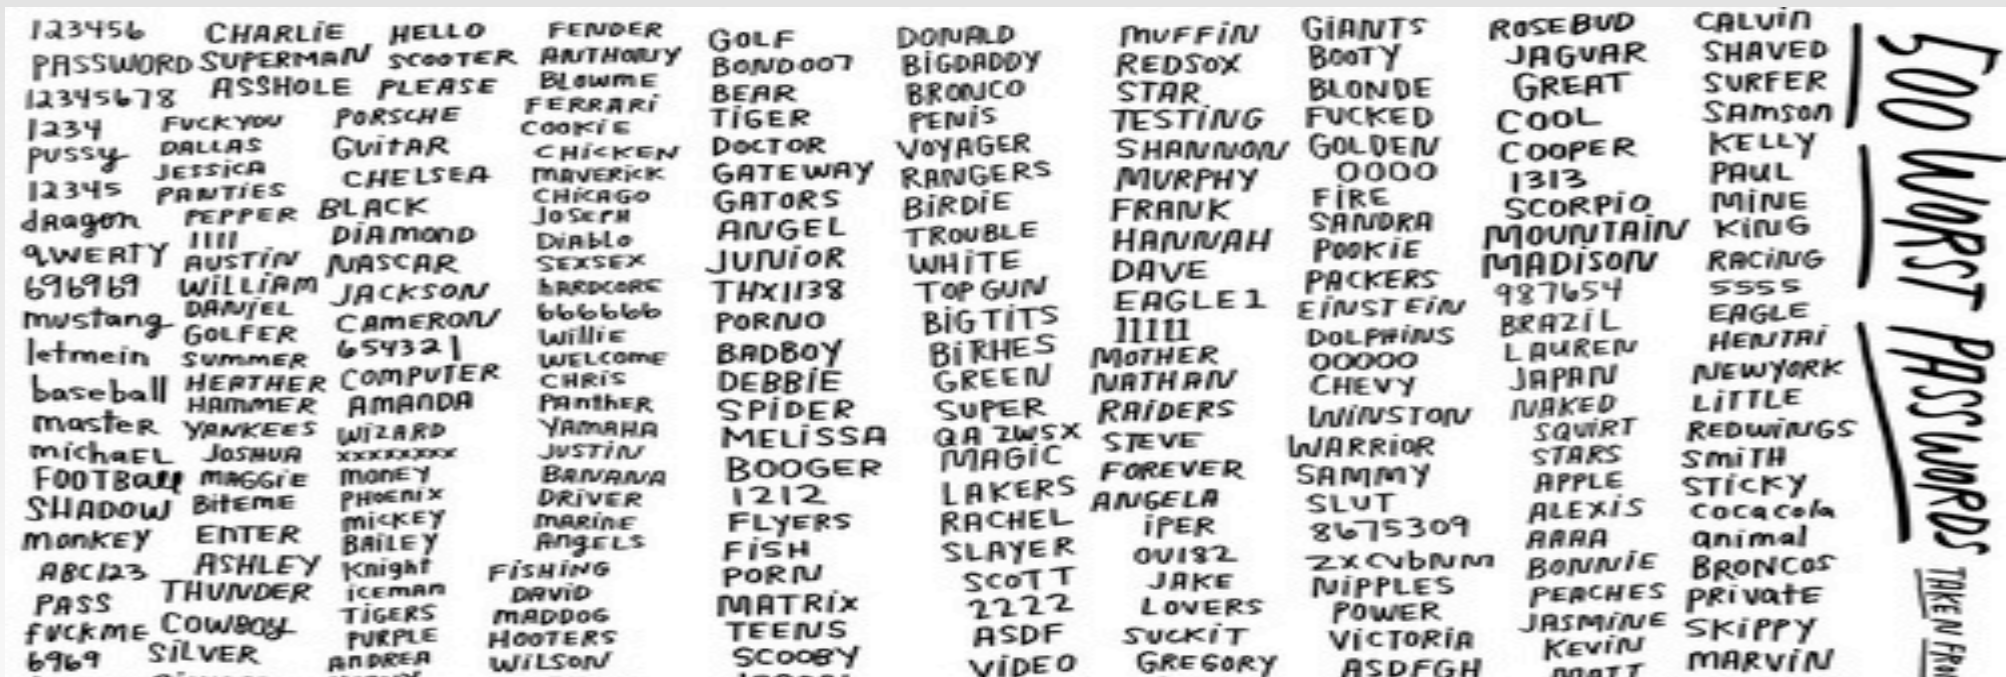 123456
PASSWORD
12345678
1234
PUSSY
12345
dragon
QWERTY
696969
mustang
letmein
baseball
master
michaEL
FOOTBall
SHADOW
monkEY
ABC123
PASS
FUCKME
6969
CHARLiE
SUPERMAN
ASSHOLE
FUCKYOU
DALLAS
JESSICA
PANTiES
PEPPER
1111
AUSTiN
WiLLiAM
DANiEL
GOLFER
SUMMER
HEATHER
HAMMER
YANKEES
JOSHUA
MAGGiE
BiTEME
ENTER
ASHLEY
THUNDER
COWBOY
SiLVER
HELLO
SCOOTER
PLEASE
PORSCHE
GUiTAR
CHELSEA
BLACK
DiAMOND
NASCAR
JACKSON
CAMERON
654321
COMPUTER
AMANDA
WiZARD
xxxxxxxx
MONEY
PHOENiX
MiCKEY
BAiLEY
Knight
iCEMAN
TiGERS
PURPLE
ANDREA
FENDER
ANTHONY
BLOWME
FERRARi
COOKiE
CHiCKEN
MAVERiCK
CHiCAGO
JOSEPH
DiABlo
SEXSEX
hARDCORE
666666
Willie
WELCOME
CHRiS
PANthER
YAMAHA
JUSTiN
BANANA
DRiVER
MARiNE
ANGELS
FiSHiNG
DAViD
MADDOG
HOOTERS
WiLSON
GOLF
BOND007
BEAR
TiGER
DOCTOR
GATEWAY
GATORS
ANGEL
JUNiOR
THX1138
PORNO
BADBOY
DEBBiE
SPiDER
MELiSSA
BOOGER
1212
FLYERS
FiSH
PORN
MATRiX
TEENS
SCOOBY
DONALD
BiGDADDY
BRONCO
PENiS
VOYAGER
RANGERS
BiRDiE
TROUBLE
WHiTE
TOPGUN
BiGTiTS
BiTCHES
GREEN
SUPER
QAZWSX
MAGiC
LAKERS
RACHEL
SLAYER
SCOTT
2222
ASDF
ViDEO
MUFFiN
REDSOX
STAR
TESTiNG
SHANNON
MURPHY
FRANK
HANNAH
DAVE
EAGLE1
11111
MOTHER
NATHAN
RAiDERS
STEVE
FOREVER
ANGELA
iPER
OU182
JAKE
LOVERS
SUCKiT
GREGORY
GiANTS
BOOTY
BLONDE
FUCKED
GOLDEN
0000
FiRE
SANDRA
POOKiE
PACKERS
EiNSTEiN
DOLPHiNS
00000
CHEVY
WiNSTON
WARRiOR
SAMMY
SLUT
8675309
ZXCVbNM
NiPPLES
POWER
ViCTORiA
ASDFGH
ROSEBUD
JAGUAR
GREAT
COOL
COOPER
1313
SCORPiO
MOUNTAiN
MADiSON
987654
BRAZiL
LAUREN
JAPAN
NAKED
SQUiRT
STARS
APPLE
ALEXiS
AAAA
BONNiE
PEACHES
JASMiNE
KEViN
MATT
CALViN
SHAVED
SURFER
SAMSON
KELLY
PAUL
MiNE
KiNG
RACiNG
5555
EAGLE
HENTAi
NEWYORK
LiTTLE
REDWiNGS
SMiTH
STiCKY
cocacola
animal
BRONCOS
PRiVAtE
SKiPPY
MARViN
500 WORST PASSWORDS
TAKEN